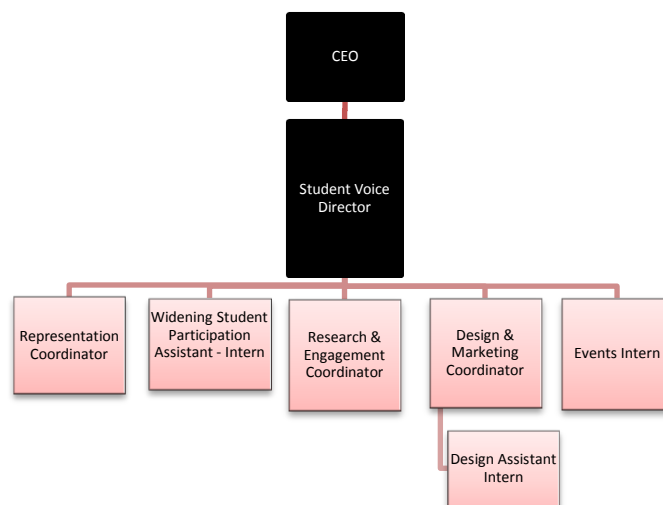 CEO
Student Voice
Director
Representation
Coordinator
Widening Student
Participation
Assistant - Intern
Research &
Engagement
Coordinator
Design &
Marketing
Coordinator
Events Intern
Design Assistant
Intern